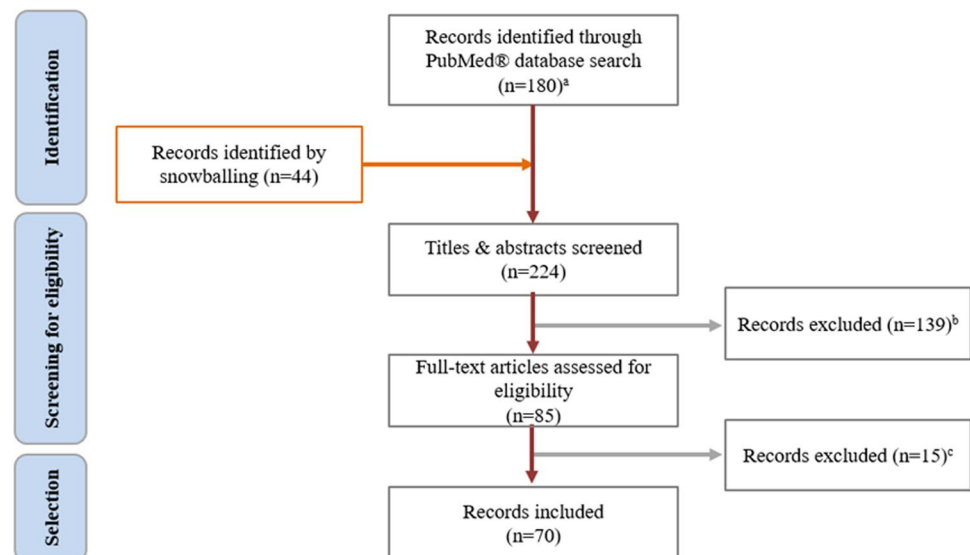 Identification
Records identified through
PubMed® database search
(n=180)ᵃ
Records identified by
snowballing (n=44)
Screening for eligibility
Titles & abstracts screened
(n=224)
Records excluded (n=139)ᵇ
Full-text articles assessed for
eligibility
(n=85)
Records excluded (n=15)ᶜ
Selection
Records included
(n=70)